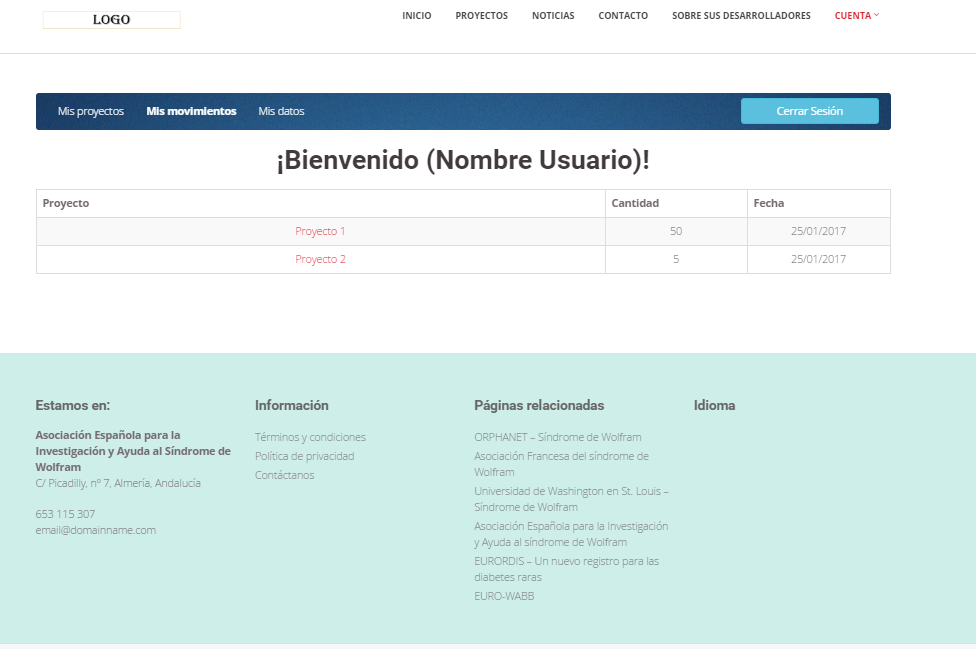 LOGO
INICIO PROYECTOS NOTICIAS CONTACTO SOBRE SUS DESARROLLADORES CUENTA
Mis proyectos Mis movimientos Mis datos Cerrar Sesión
¡Bienvenido (Nombre Usuario)!
Proyecto Cantidad Fecha
Proyecto 1 50 25/01/2017
Proyecto 2 5 25/01/2017
Estamos en:
Asociación Española para la
Investigación y Ayuda al Síndrome de
Wolfram
C/ Picadilly, nº 7, Almería, Andalucía
653 115 307
email@domainname.com
Información
Términos y condiciones
Política de privacidad
Contáctanos
Páginas relacionadas
ORPHANET – Síndrome de Wolfram
Asociación Francesa del síndrome de
Wolfram
Universidad de Washington en St. Louis –
Síndrome de Wolfram
Asociación Española para la Investigación
y Ayuda al síndrome de Wolfram
EURORDIS – Un nuevo registro para las
diabetes raras
EURO-WABB
Idioma